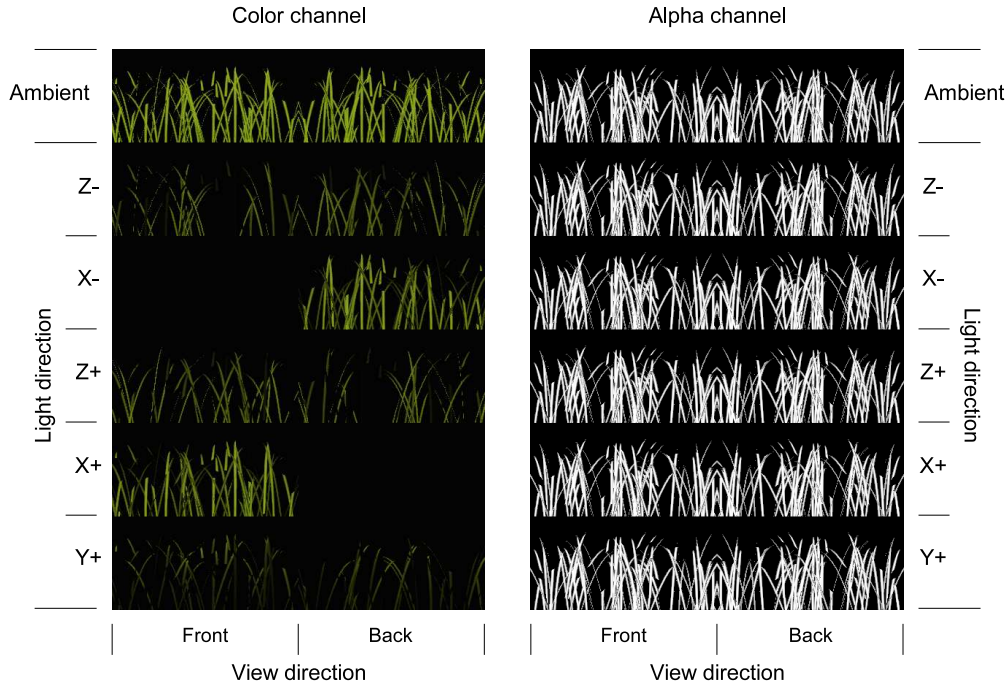 Color channel
Alpha channel
Ambient
Ambient
Z-
Z-
X-
X-
Light direction
Light direction
Z+
Z+
X+
X+
Y+
Y+
Front
Back
Front
Back
View direction
View direction